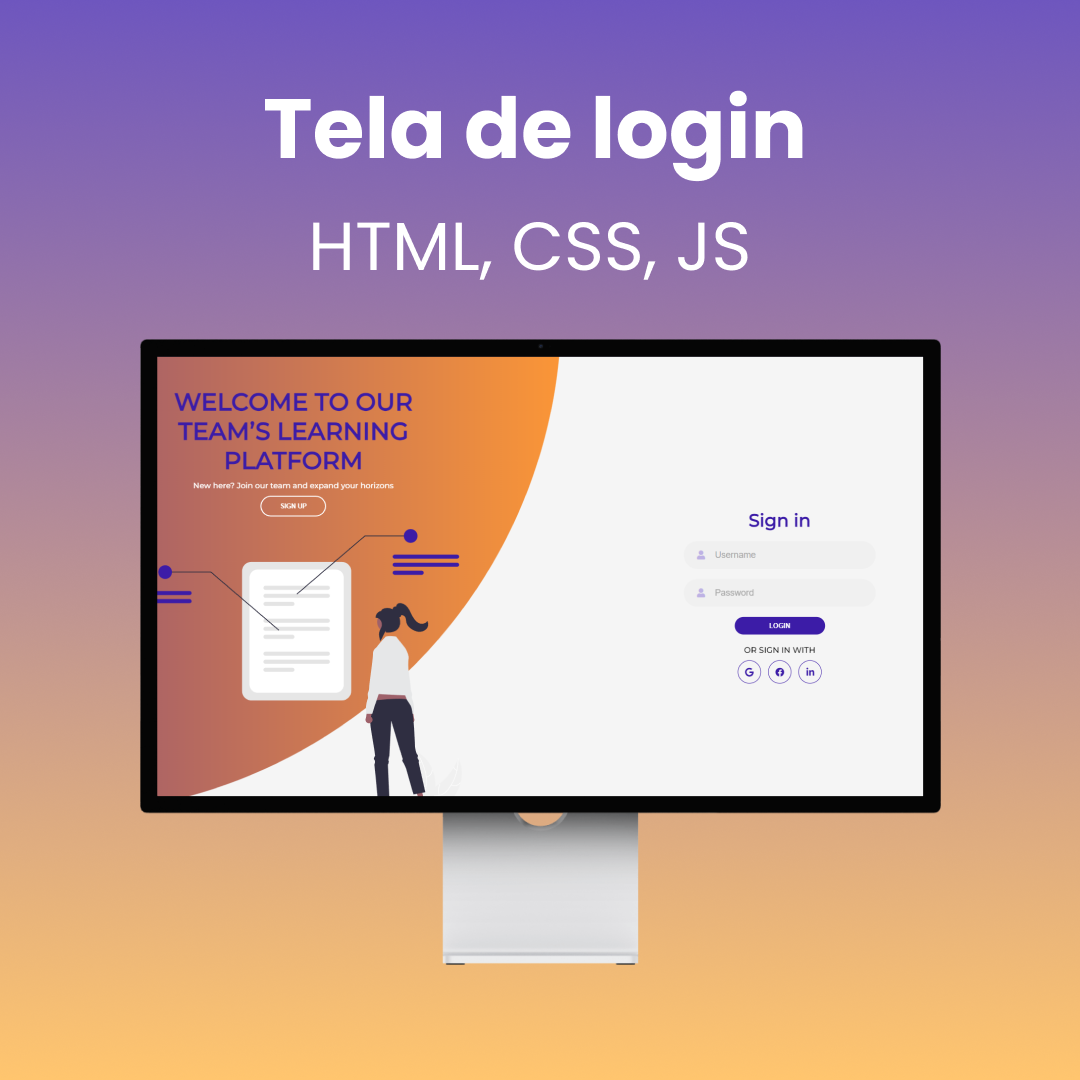 Tela de login
HTML, CSS, JS
WELCOME TO OUR
TEAM’S LEARNING
PLATFORM
New here? Join our team and expand your horizons
SIGN UP
Sign in
Username
Password
LOGIN
OR SIGN IN WITH
G
in